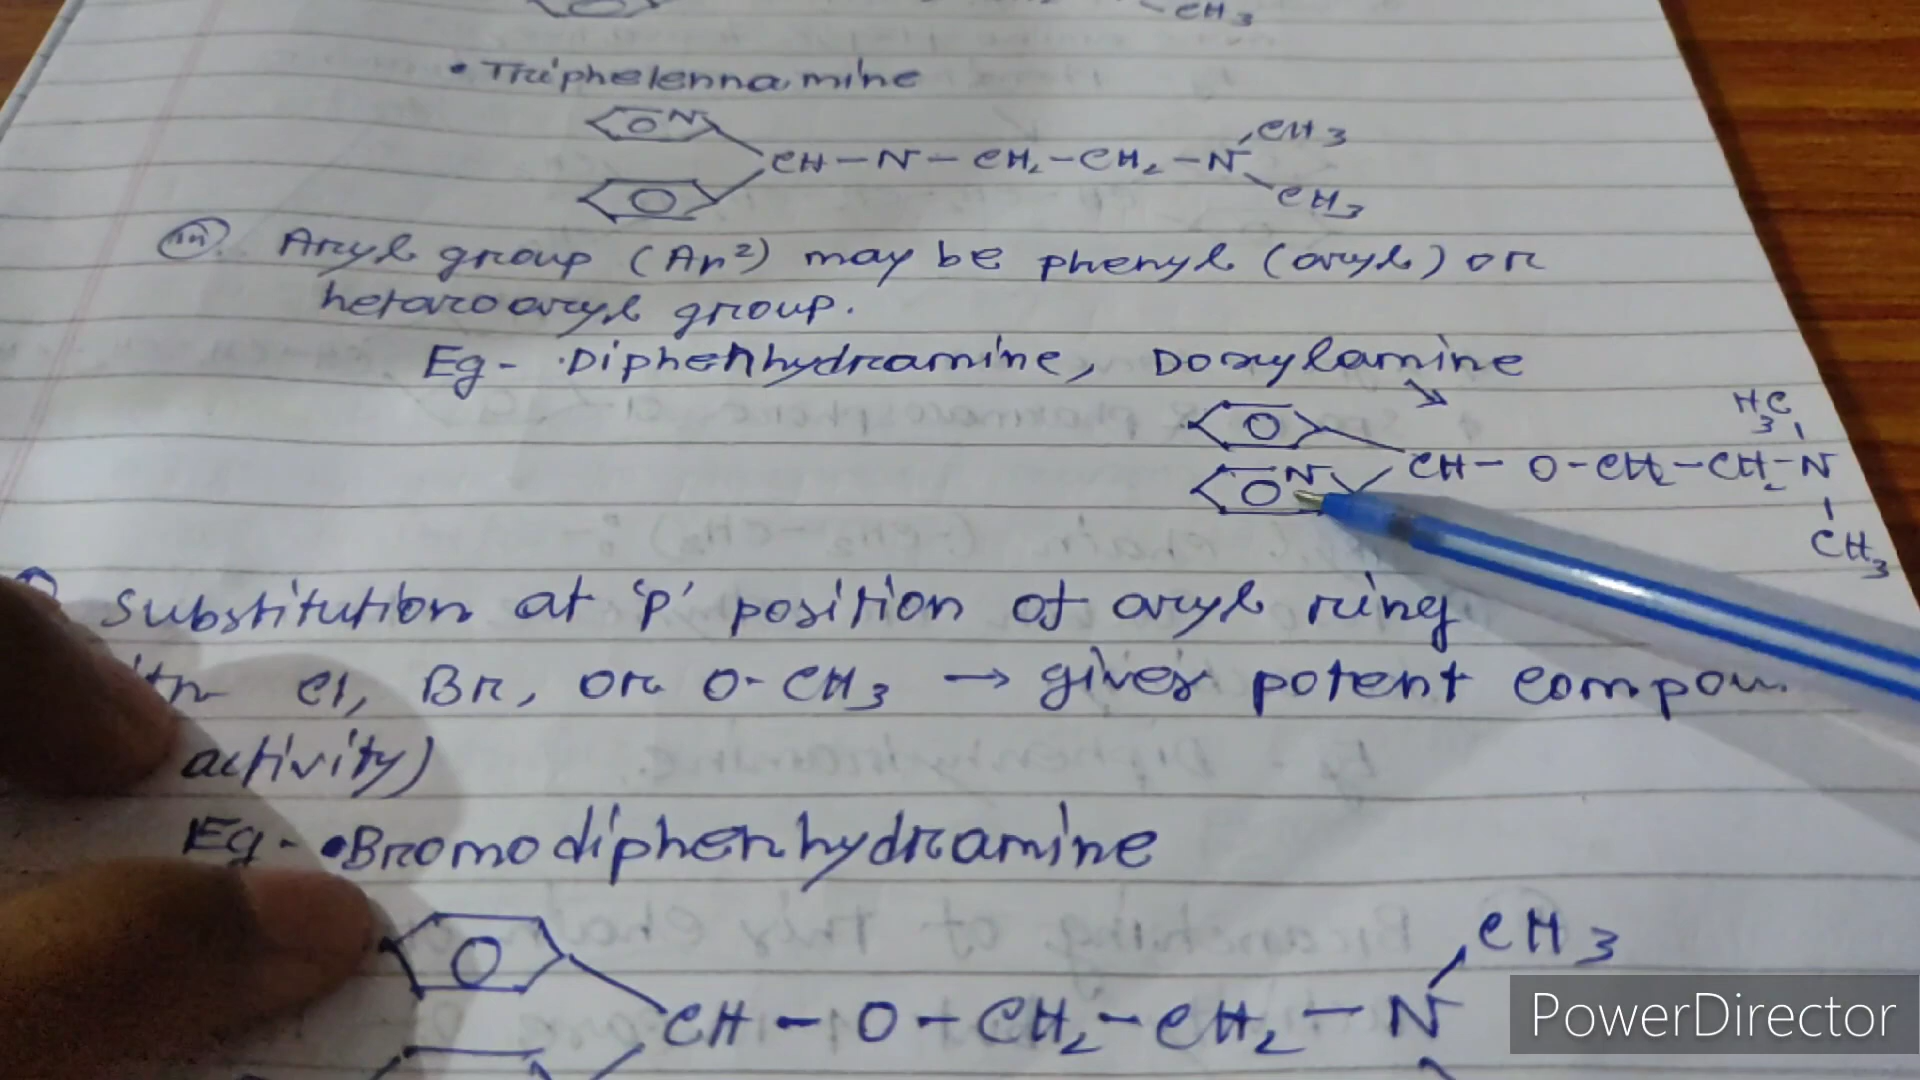 CH3
• Triphelennamine
N
CH3
CH-N-CH2-CH2-N
CH3
(iii) Aryl group (Ar²) may be phenyl (aryl) or
hetaroaryl group.
Eg- ·Diphenhydramine, Doxylamine
H3C
CH- O-CH2-CH2-N
N
CH3
substitution at 'p' position of aryl ring
Cl, Br, or O-CH3 → gives potent compou
activity)
Eg- •Bromodiphenhydramine
CH3
CH-O-CH2-CH2-N
PowerDirector